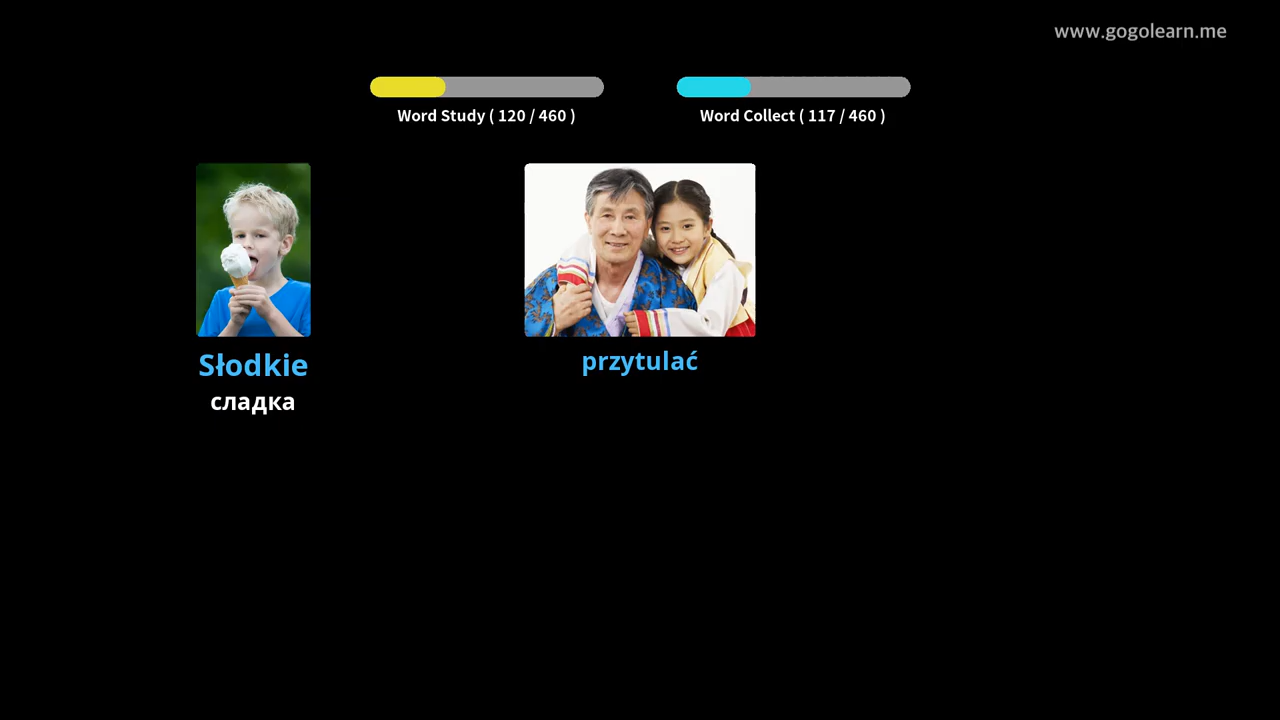 www.gogolearn.me
Word Study ( 120 / 460 )
Word Collect ( 117 / 460 )
Słodkie
сладка
przytulać